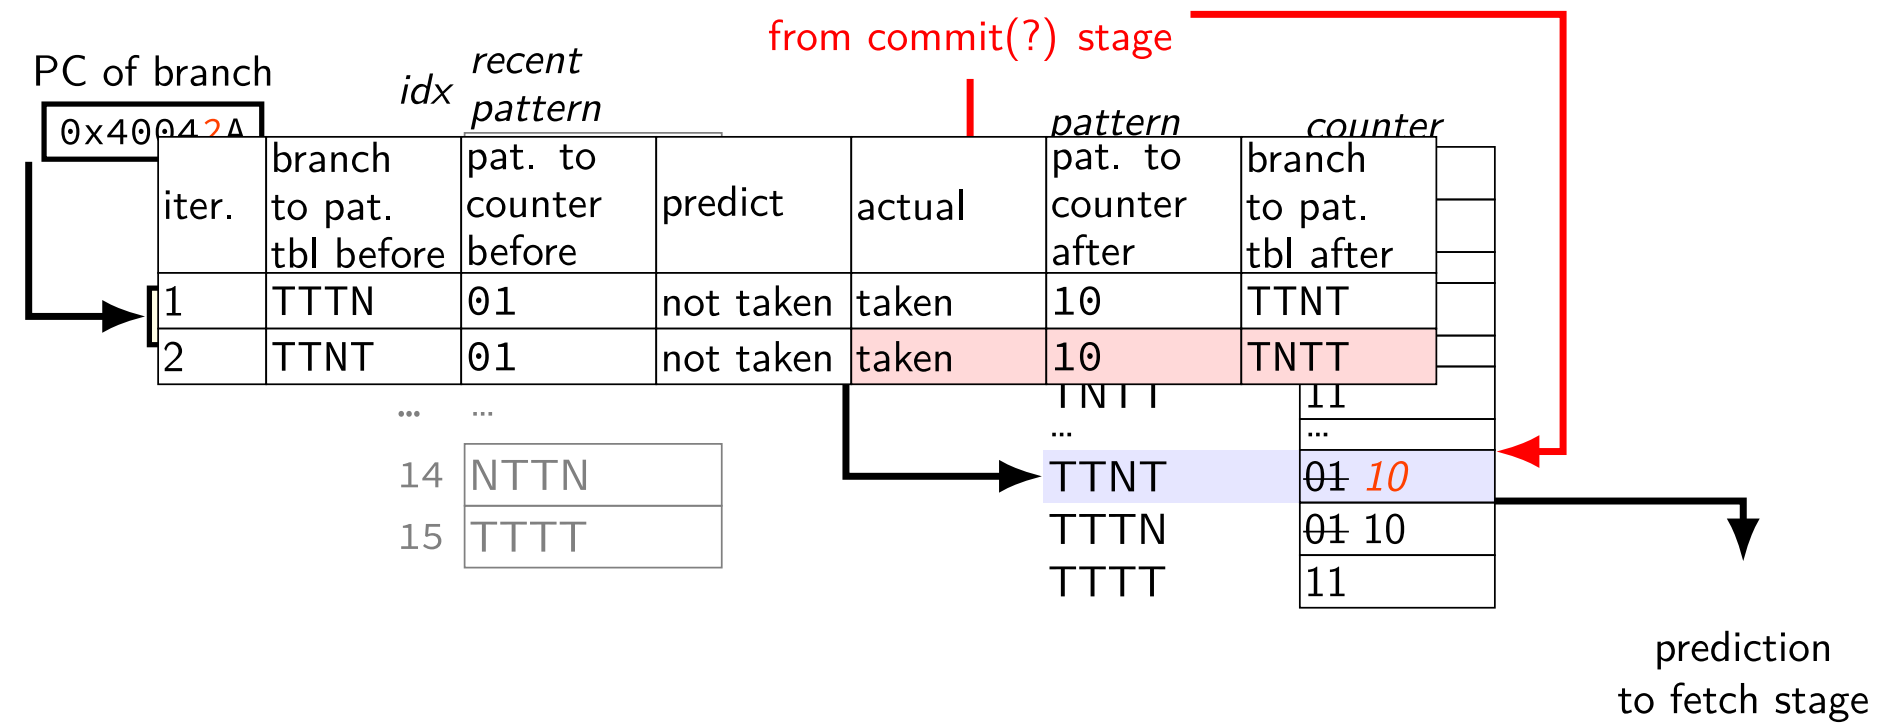 from commit(?) stage
PC of branch
idx
recent
pattern
0x40042A
pattern
counter
iter.
branch
to pat.
tbl before
pat. to
counter
before
predict
actual
pat. to
counter
after
branch
to pat.
tbl after
1 TTTN 01 not taken taken 10 TTNT
2 TTNT 01 not taken taken 10 TNTT
TNTT 11
… …
… …
14 NTTN
TTNT 01 10
15 TTTT
TTTN 01 10
TTTT 11
prediction
to fetch stage